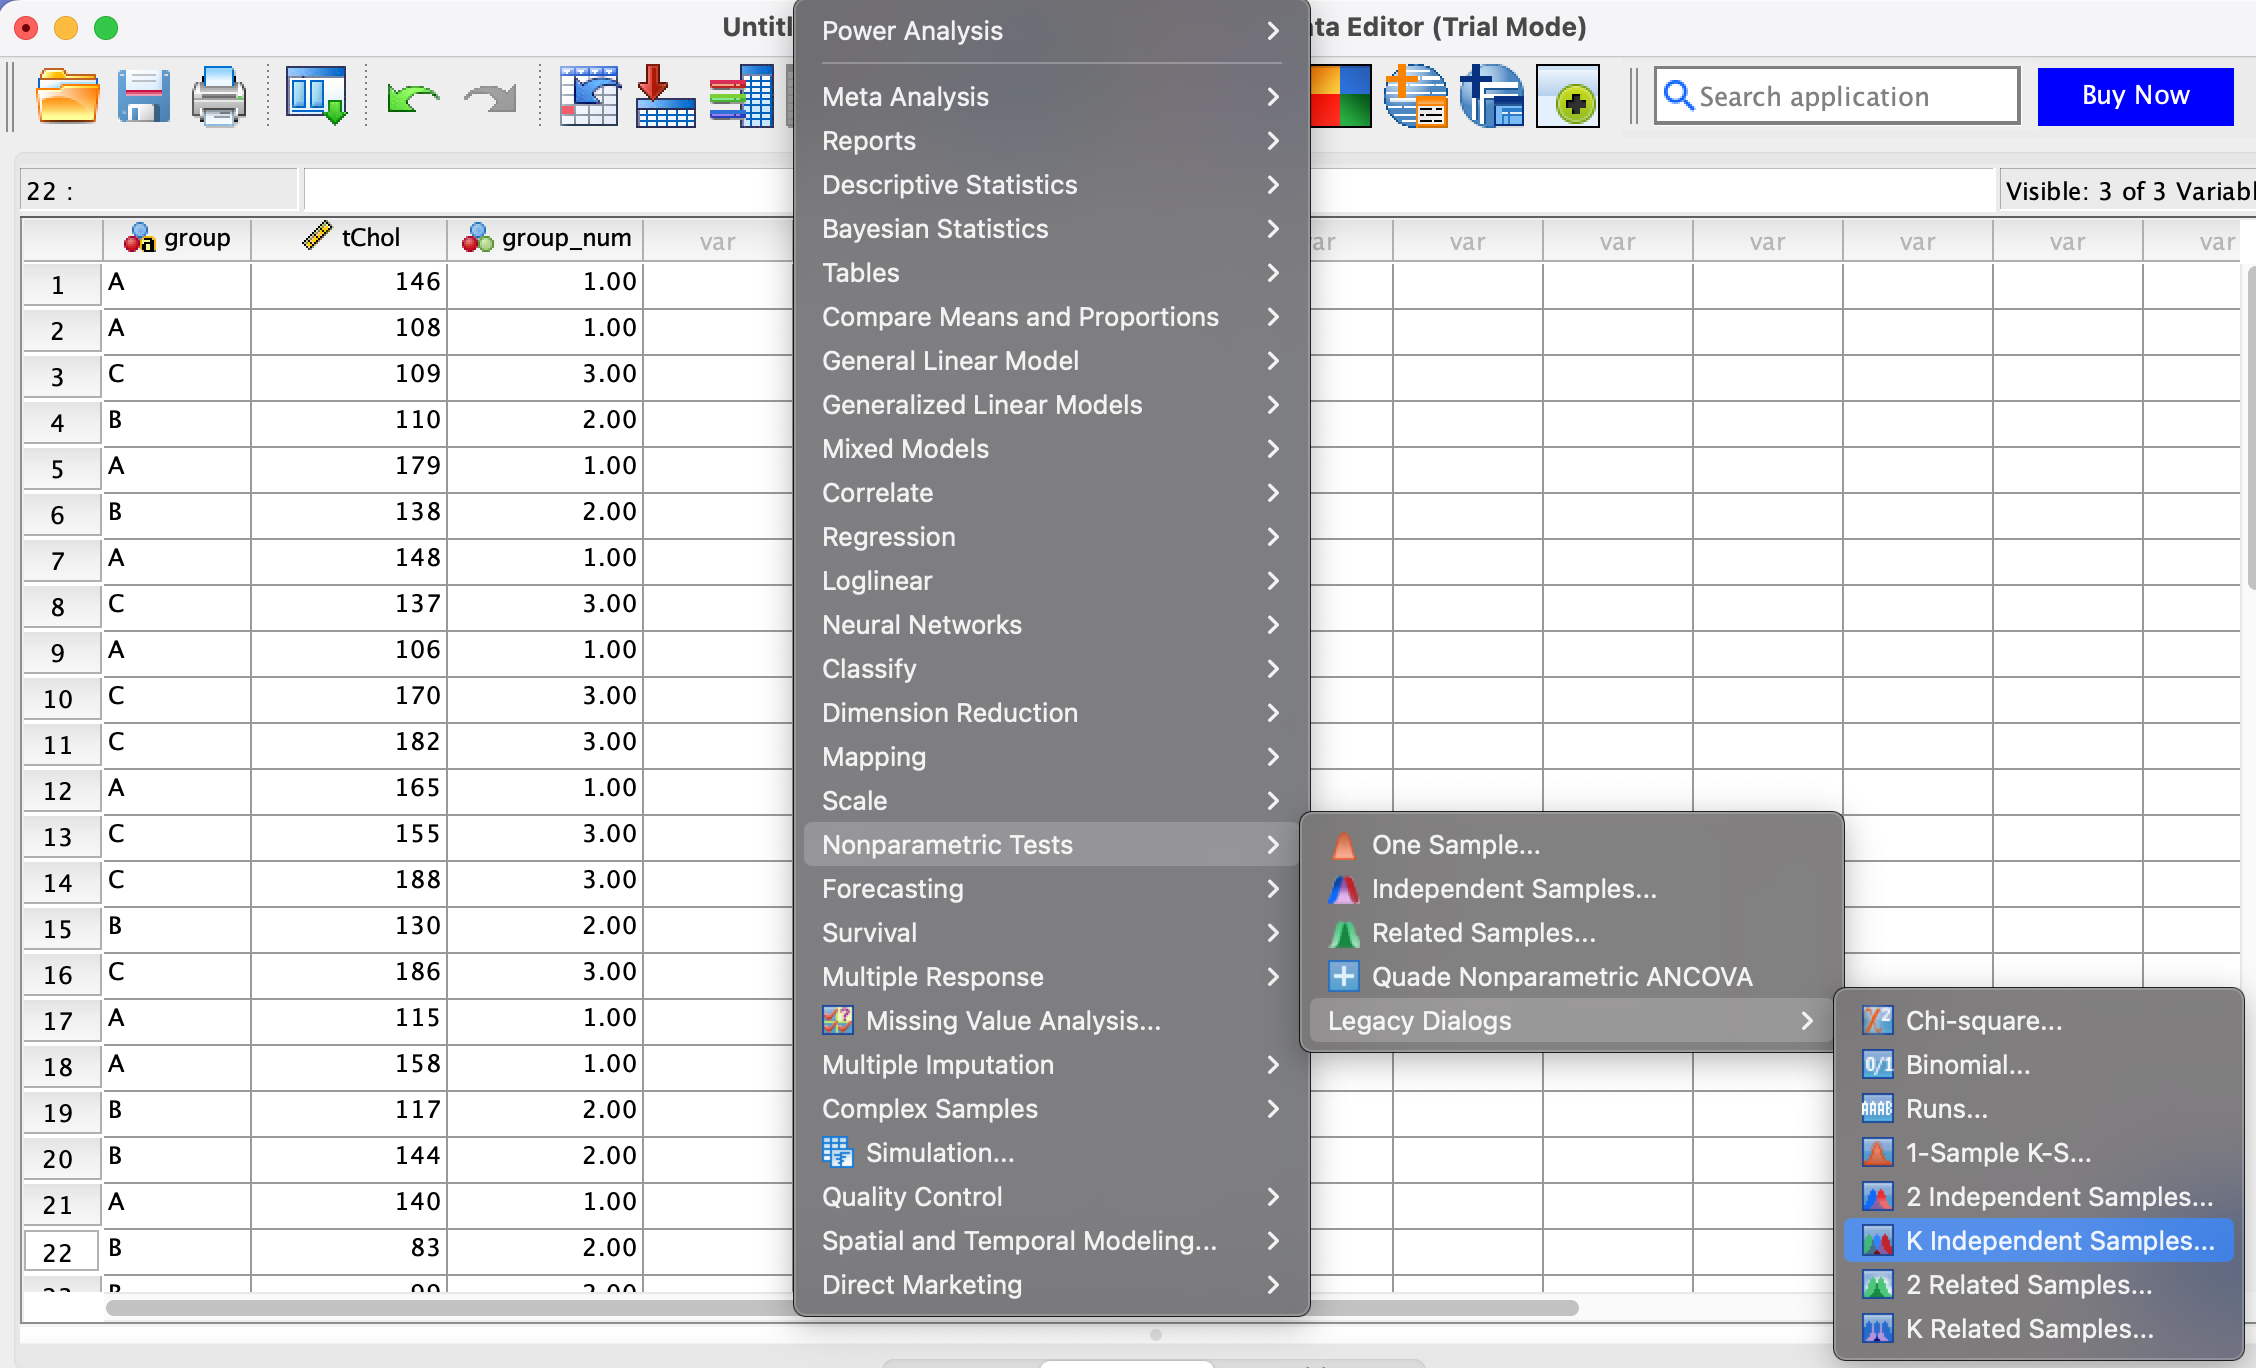 Untitl
ta Editor (Trial Mode)
Search application
Buy Now
22 :
Visible: 3 of 3 Variabl
group tChol group_num var var var var var var var
1 A 146 1.00
2 A 108 1.00
3 C 109 3.00
4 B 110 2.00
5 A 179 1.00
6 B 138 2.00
7 A 148 1.00
8 C 137 3.00
9 A 106 1.00
10 C 170 3.00
11 C 182 3.00
12 A 165 1.00
13 C 155 3.00
14 C 188 3.00
15 B 130 2.00
16 C 186 3.00
17 A 115 1.00
18 A 158 1.00
19 B 117 2.00
20 B 144 2.00
21 A 140 1.00
22 B 83 2.00
Power Analysis
Meta Analysis
Reports
Descriptive Statistics
Bayesian Statistics
Tables
Compare Means and Proportions
General Linear Model
Generalized Linear Models
Mixed Models
Correlate
Regression
Loglinear
Neural Networks
Classify
Dimension Reduction
Mapping
Scale
Nonparametric Tests
Forecasting
Survival
Multiple Response
Missing Value Analysis...
Multiple Imputation
Complex Samples
Simulation...
Quality Control
Spatial and Temporal Modeling...
Direct Marketing
One Sample...
Independent Samples...
Related Samples...
Quade Nonparametric ANCOVA
Legacy Dialogs
Chi-square...
Binomial...
Runs...
1-Sample K-S...
2 Independent Samples...
K Independent Samples...
2 Related Samples...
K Related Samples...